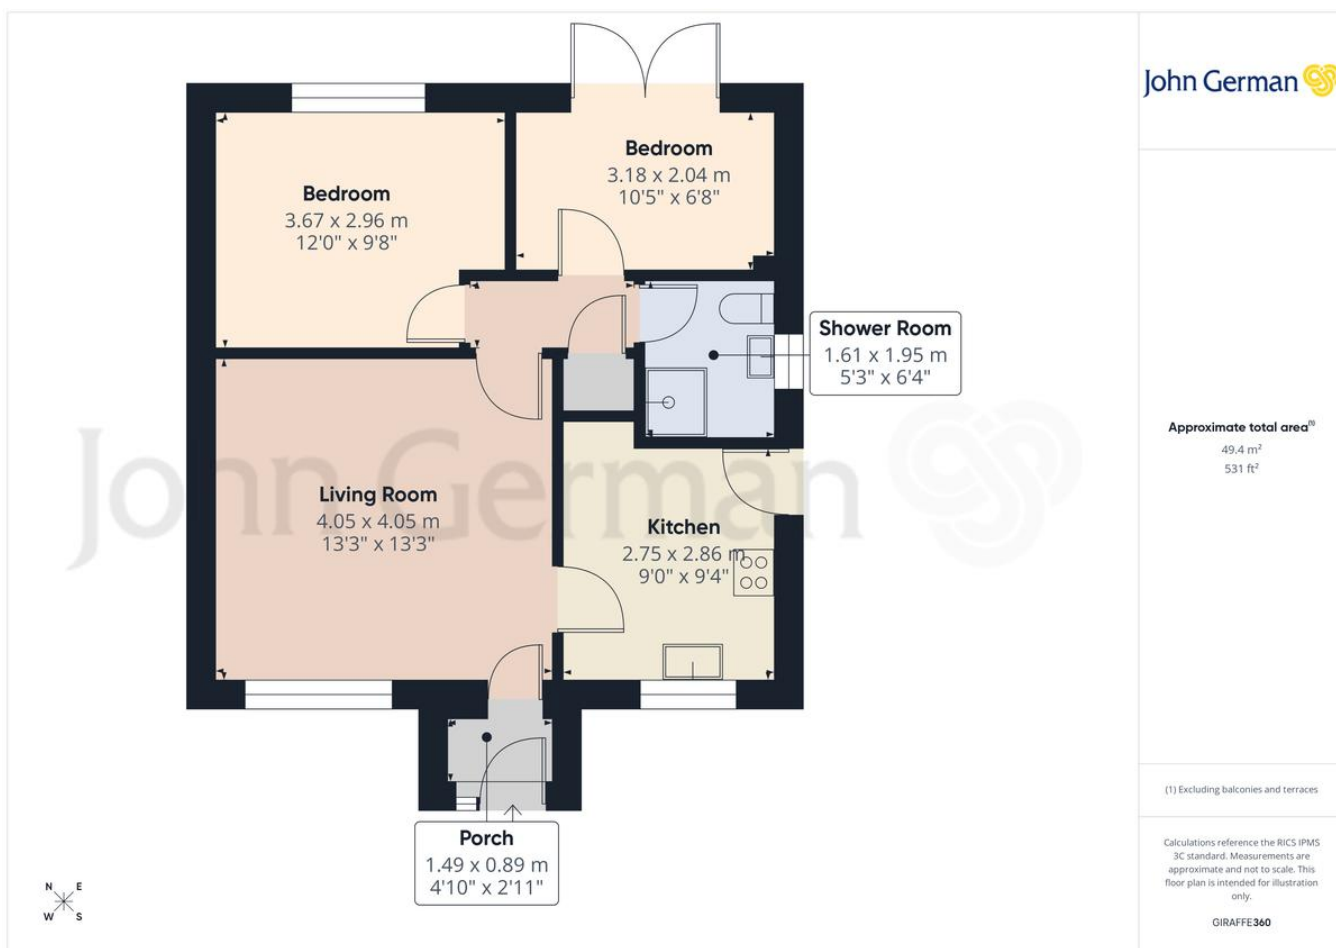 John German
Bedroom
3.67 x 2.96 m
12'0" x 9'8"
Bedroom
3.18 x 2.04 m
10'5" x 6'8"
Shower Room
1.61 x 1.95 m
5'3" x 6'4"
John German
Living Room
4.05 x 4.05 m
13'3" x 13'3"
Kitchen
2.75 x 2.86 m
9'0" x 9'4"
Porch
1.49 x 0.89 m
4'10" x 2'11"
N E
W S
Approximate total area(1)
49.4 m²
531 ft²
(1) Excluding balconies and terraces
Calculations reference the RICS IPMS
3C standard. Measurements are
approximate and not to scale. This
floor plan is intended for illustration
only.
GIRAFFE360